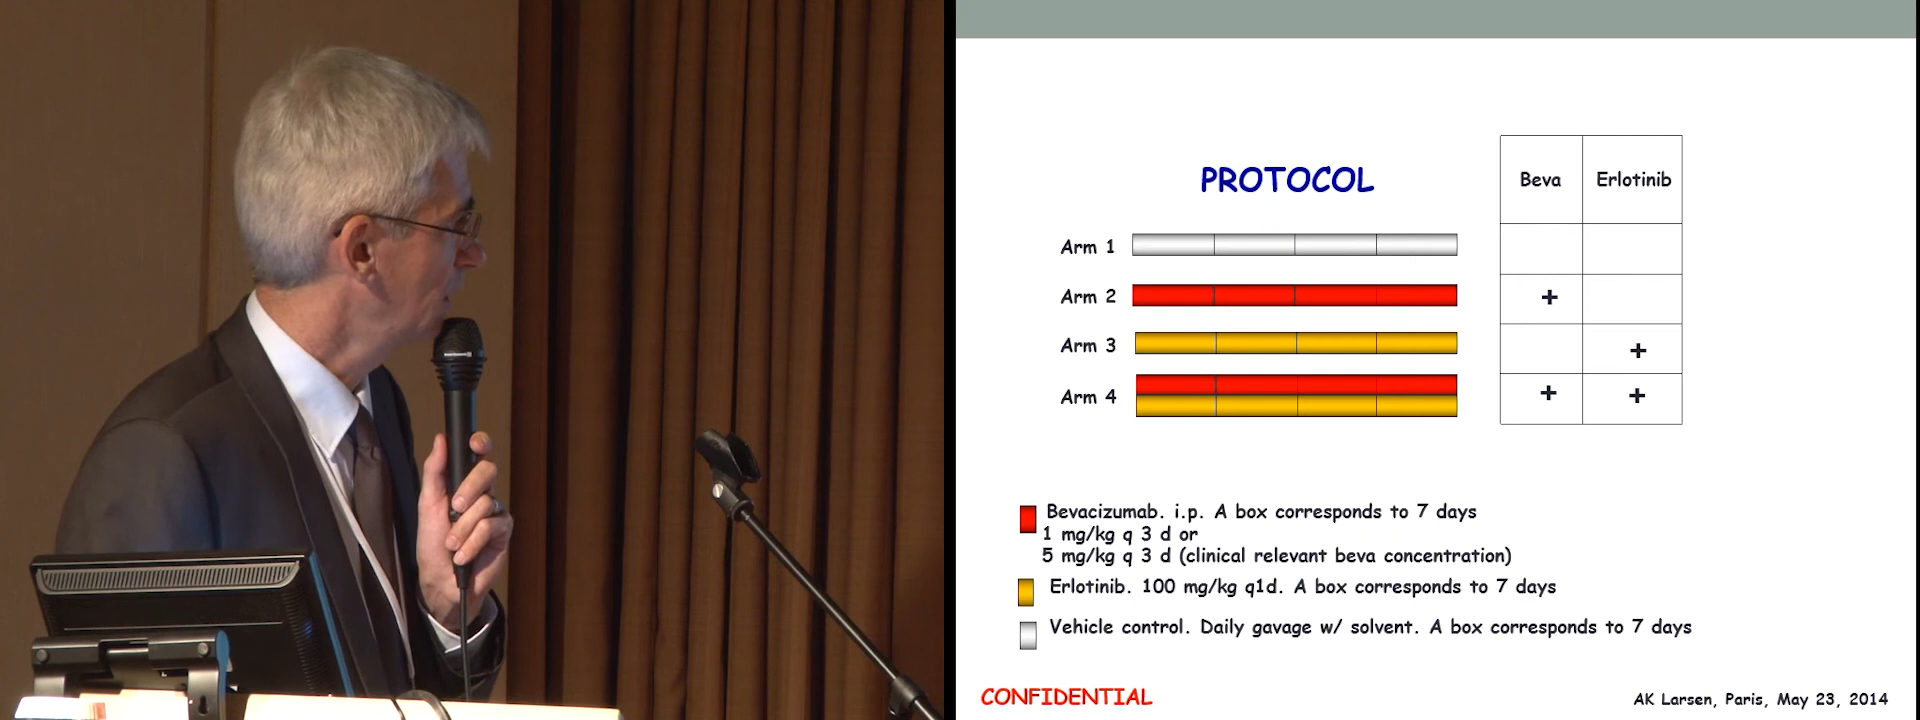 PROTOCOL
Beva Erlotinib
Arm 1
Arm 2 +
Arm 3 +
Arm 4 + +
Bevacizumab. i.p. A box corresponds to 7 days
1 mg/kg q 3 d or
5 mg/kg q 3 d (clinical relevant beva concentration)
Erlotinib. 100 mg/kg q1d. A box corresponds to 7 days
Vehicle control. Daily gavage w/ solvent. A box corresponds to 7 days
CONFIDENTIAL
AK Larsen, Paris, May 23, 2014